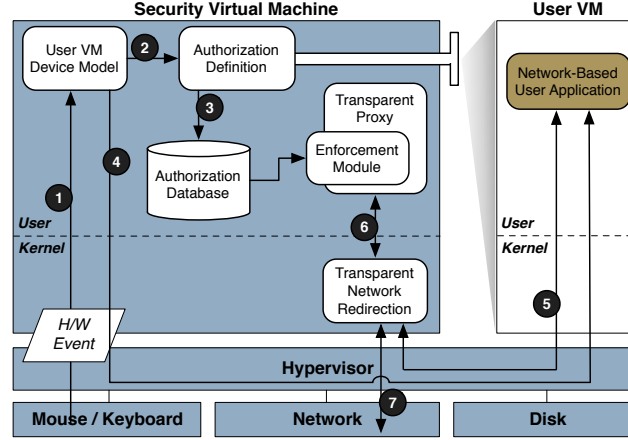 Security Virtual Machine
User VM
User VM
Device Model
2
Authorization
Definition
Network-Based
User Application
3
Transparent
Proxy
Enforcement
Module
4
Authorization
Database
1
User
Kernel
6
User
Kernel
Transparent
Network
Redirection
5
H/W
Event
Hypervisor
7
Mouse / Keyboard
Network
Disk